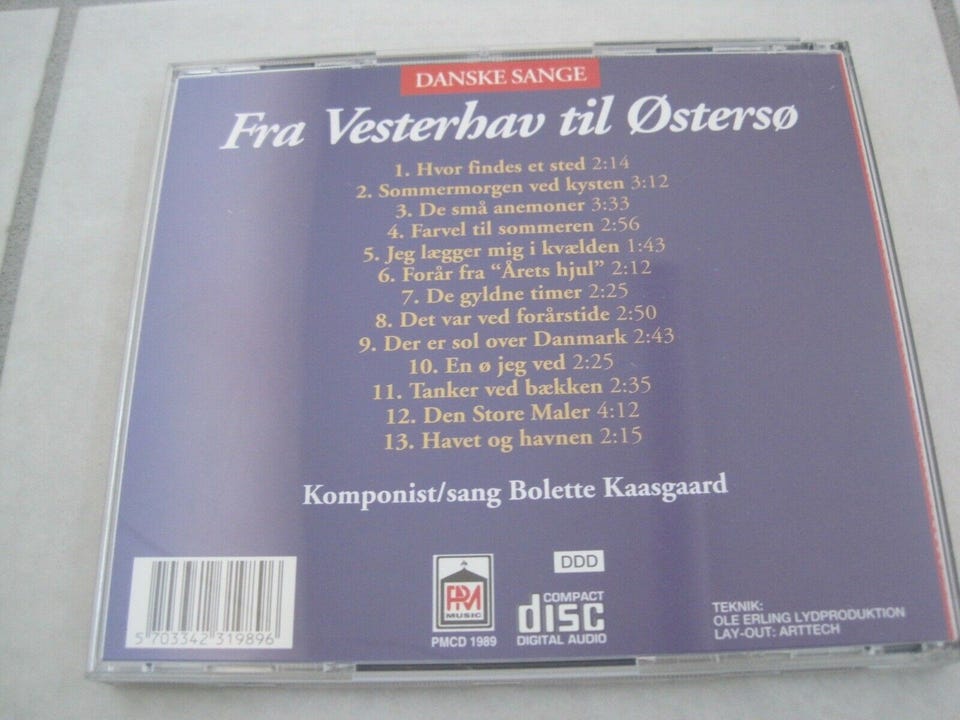 DANSKE SANGE
Fra Vesterhav til Østersø
1. Hvor findes et sted 2:14
2. Sommermorgen ved kysten 3:12
3. De små anemoner 3:33
4. Farvel til sommeren 2:56
5. Jeg lægger mig i kvælden 1:43
6. Forår fra “Årets hjul” 2:12
7. De gyldne timer 2:25
8. Det var ved forårstide 2:50
9. Der er sol over Danmark 2:43
10. En ø jeg ved 2:25
11. Tanker ved bækken 2:35
12. Den Store Maler 4:12
13. Havet og havnen 2:15
Komponist/sang Bolette Kaasgaard
5 703342 319896
PM
MUSIC
PMCD 1989
DDD
COMPACT
disc
DIGITAL AUDIO
TEKNIK:
OLE ERLING LYDPRODUKTION
LAY-OUT: ARTTECH